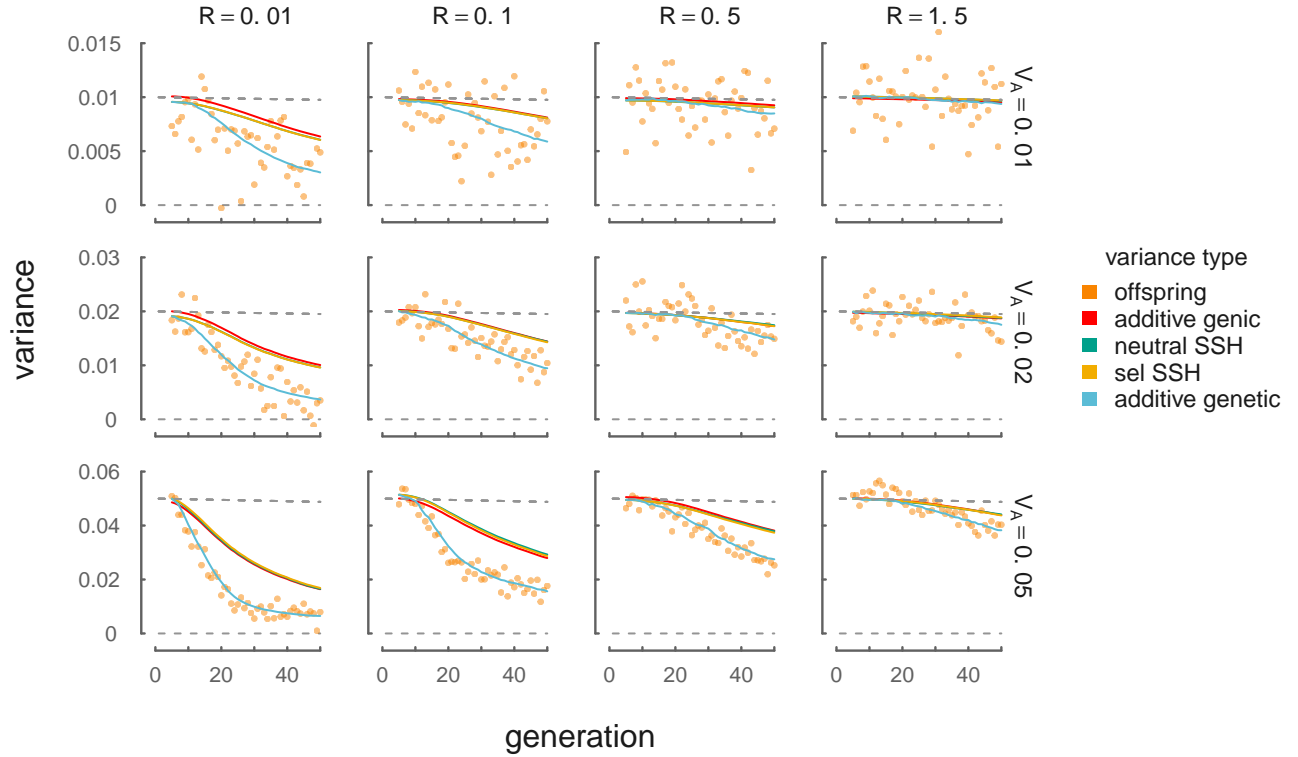 R = 0.01
R = 0.1
R = 0.5
R = 1.5
0.015
0.010
0.005
0
V_A = 0.01
0.03
0.02
0.01
0
V_A = 0.02
0.06
0.04
0.02
0
V_A = 0.05
0 20 40
0 20 40
0 20 40
0 20 40
variance
generation
variance type
offspring
additive genic
neutral SSH
sel SSH
additive genetic